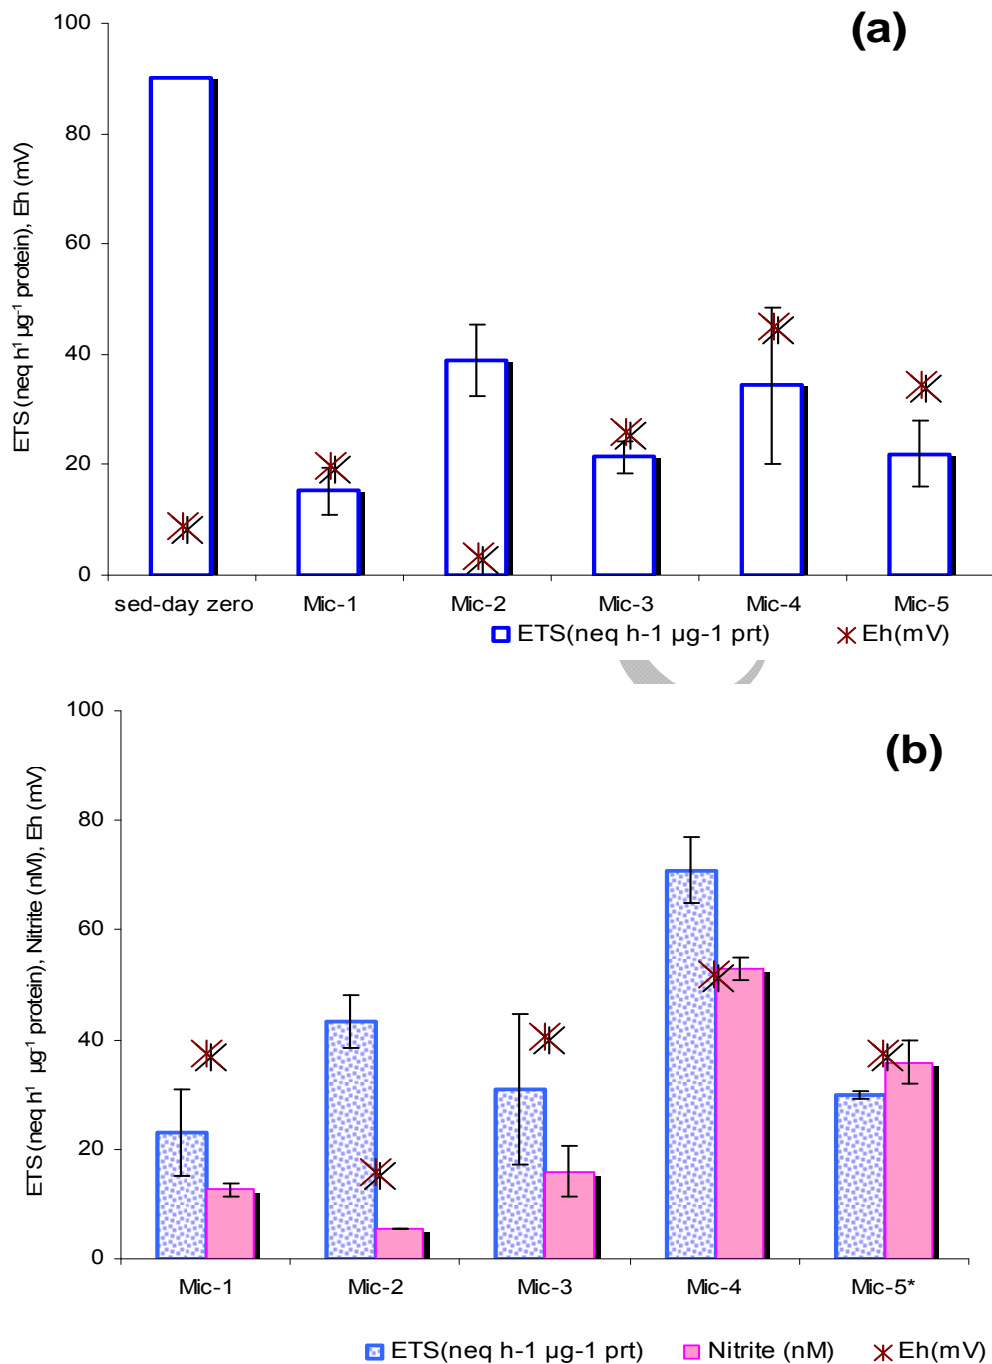 (a)
100
80
60
40
20
0
ETS (neq h¹ µg⁻¹ protein), Eh (mV)
sed-day zero Mic-1 Mic-2 Mic-3 Mic-4 Mic-5
ETS(neq h-1 µg-1 prt) Eh(mV)
(b)
100
80
60
40
20
0
ETS (neq h¹ µg⁻¹ protein), Nitrite (nM), Eh (mV)
Mic-1 Mic-2 Mic-3 Mic-4 Mic-5*
ETS(neq h-1 µg-1 prt) Nitrite (nM) Eh(mV)